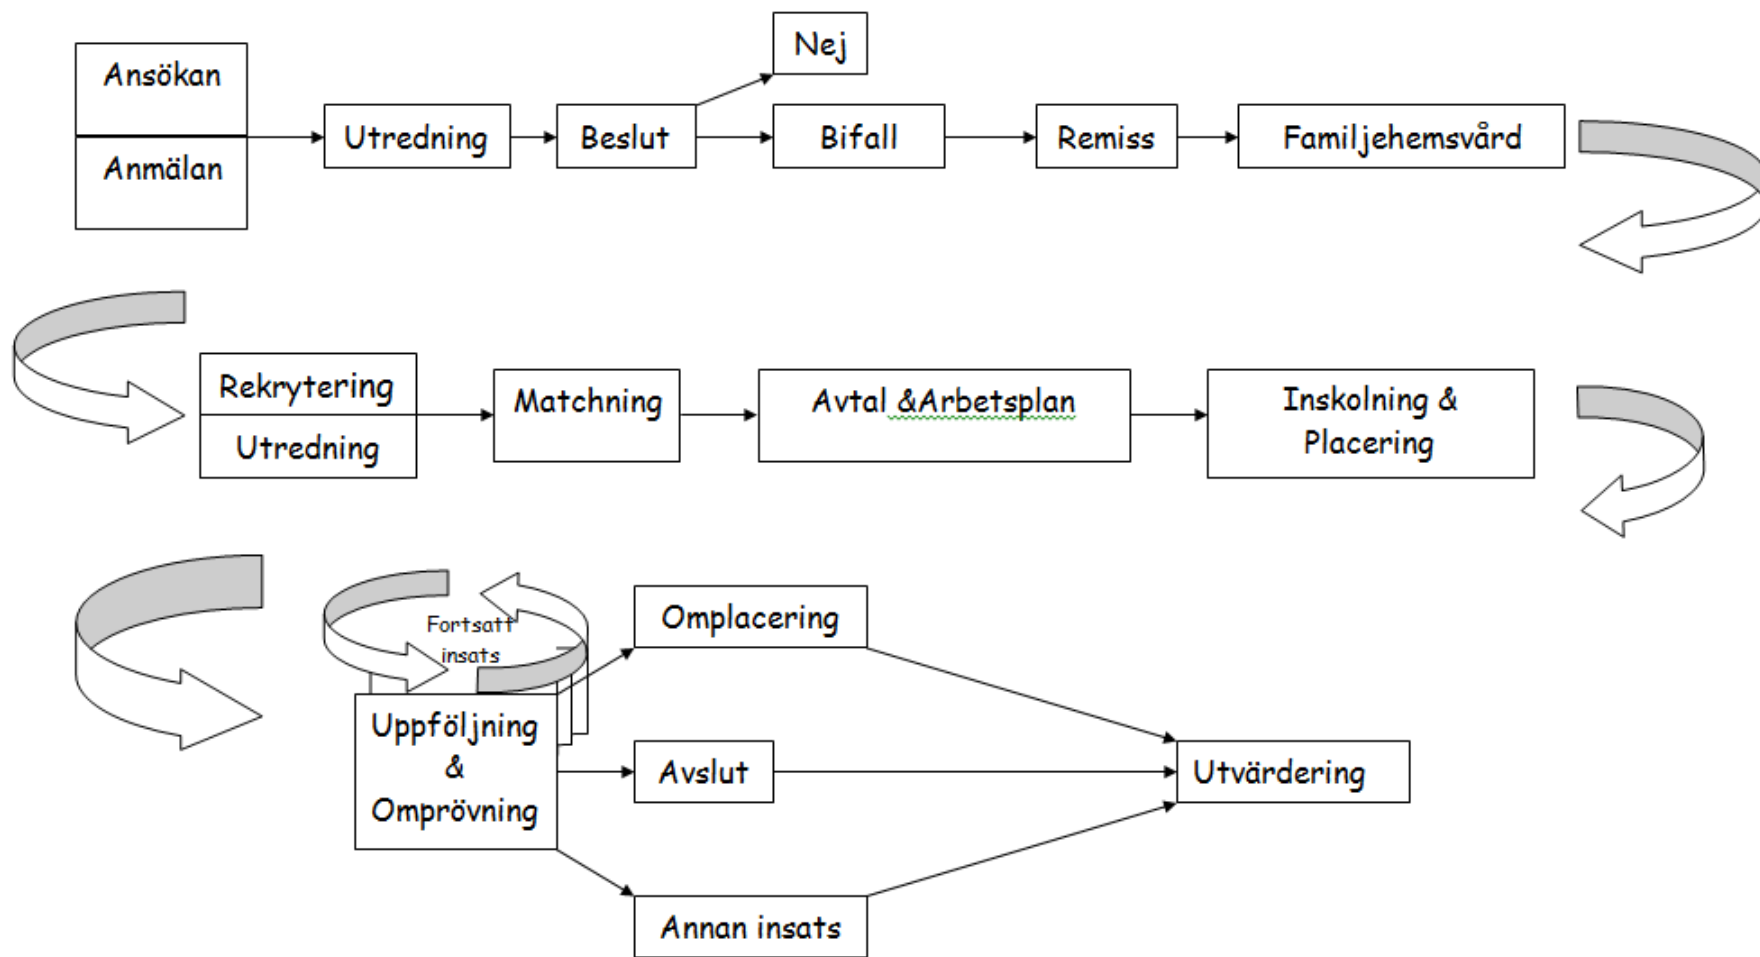 Nej
Ansökan
Anmälan
Utredning
Beslut
Bifall
Remiss
Familjehemsvård
Rekrytering
Utredning
Matchning
Avtal &Arbetsplan
Inskolning &
Placering
Fortsatt
insats
Uppföljning
&
Omprövning
Omplacering
Avslut
Annan insats
Utvärdering